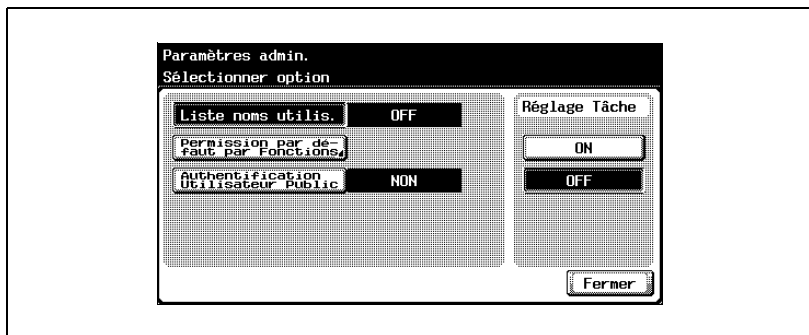 Paramètres admin.
Sélectionner option
Liste noms utilis. OFF
Permission par dé-
faut par Fonctions
Authentification
Utilisateur Public NON
Réglage Tâche
ON
OFF
Fermer